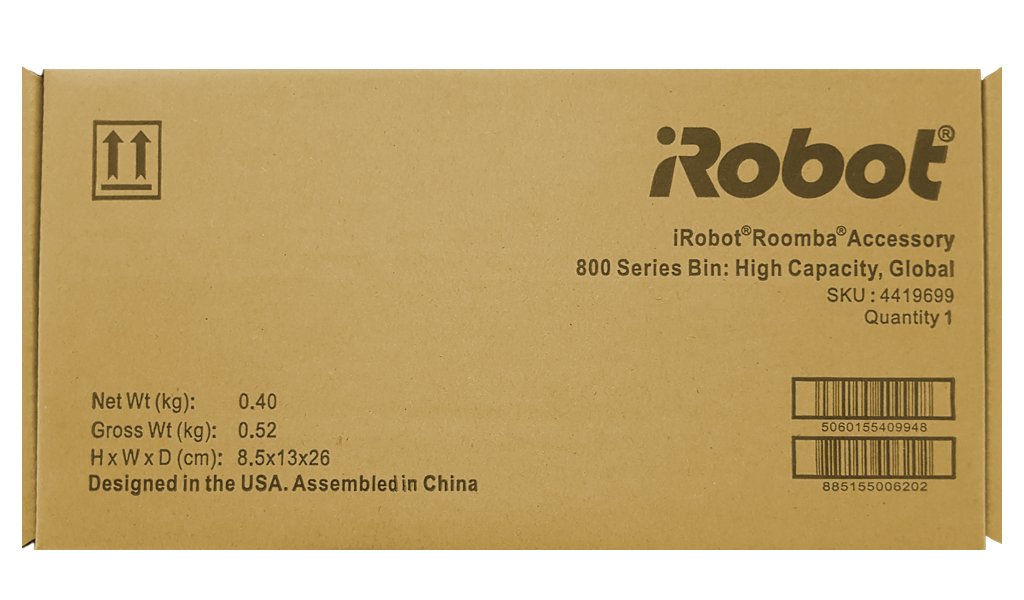 iRobot®
iRobot® Roomba® Accessory
800 Series Bin: High Capacity, Global
SKU : 4419699
Quantity 1
Net Wt (kg): 0.40
Gross Wt (kg): 0.52
H x W x D (cm): 8.5x13x26
Designed in the USA. Assembled in China
5060155409948
885155006202